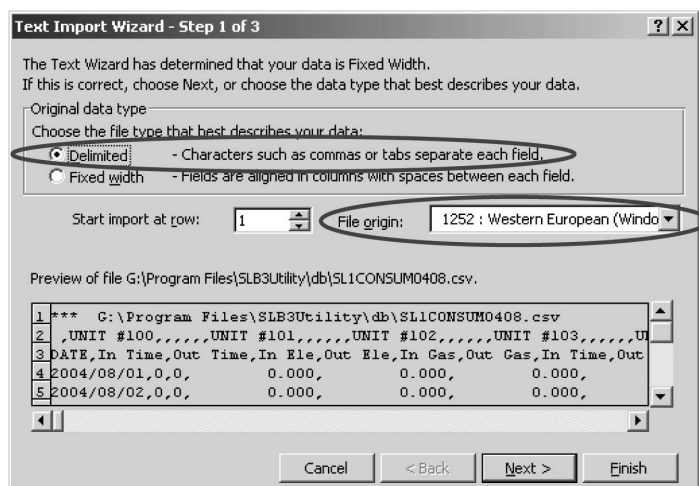 Text Import Wizard - Step 1 of 3
The Text Wizard has determined that your data is Fixed Width.
If this is correct, choose Next, or choose the data type that best describes your data.
Original data type
Choose the file type that best describes your data:
Delimited - Characters such as commas or tabs separate each field.
Fixed width - Fields are aligned in columns with spaces between each field.
Start import at row: 1 File origin: 1252 : Western European (Windo
Preview of file G:\Program Files\SLB3Utility\db\SL1CONSUM0408.csv.
1 *** G:\Program Files\SLB3Utility\db\SL1CONSUM0408.csv
2 ,UNIT #100,,,,,,UNIT #101,,,,,,UNIT #102,,,,,,UNIT #103,,,,,,U
3 DATE,In Time,Out Time,In Ele,Out Ele,In Gas,Out Gas,In Time,Out
4 2004/08/01,0,0, 0.000, 0.000, 0.000,
5 2004/08/02,0,0, 0.000, 0.000, 0.000,
Cancel < Back Next > Finish